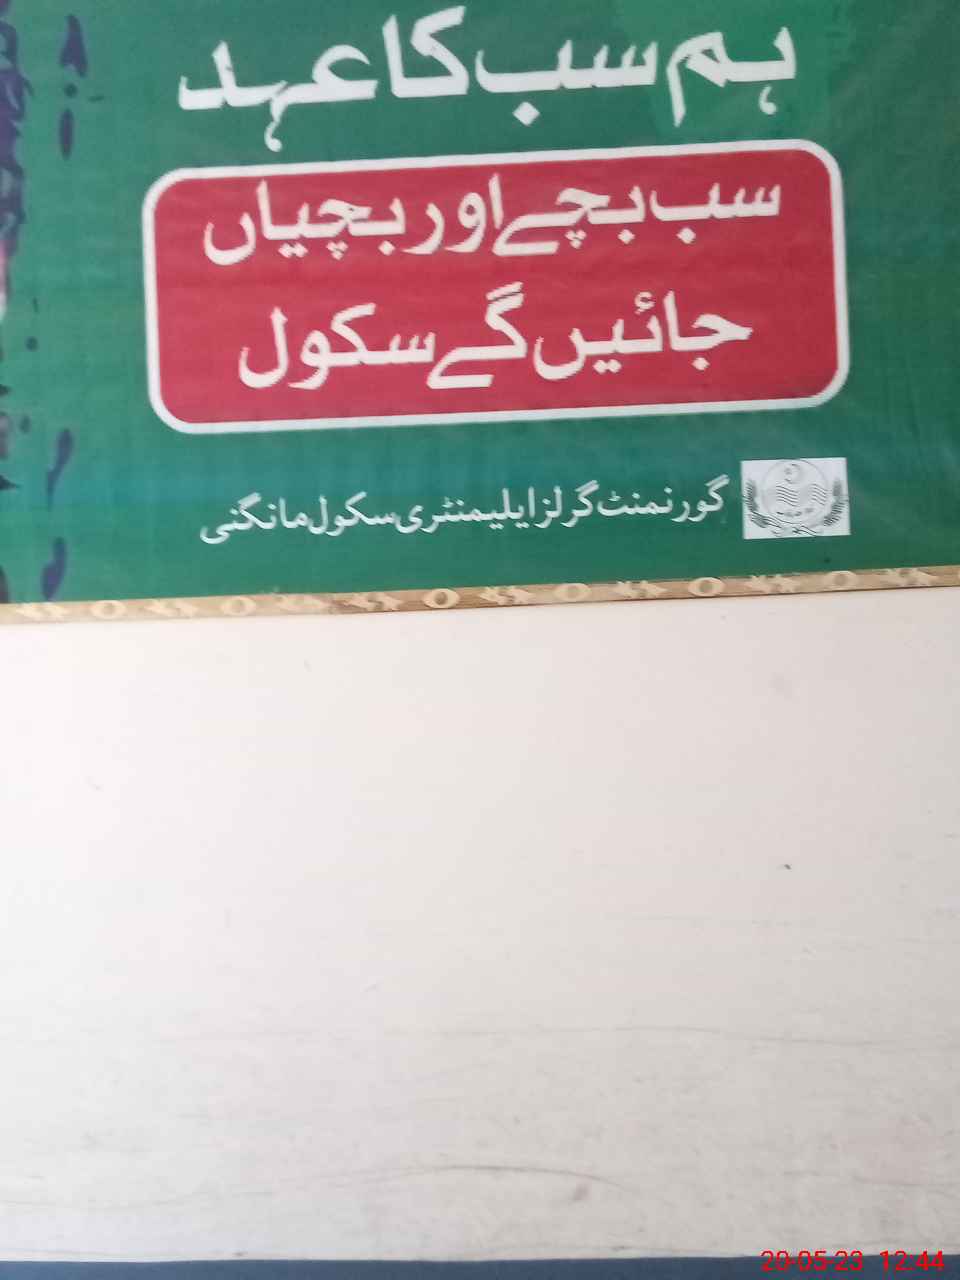 ہم سب کا عہد
سب بچے اور بچیاں
جائیں گے سکول
گورنمنٹ گرلز ایلیمنٹری سکول مانگنی
20-05-23 12:44